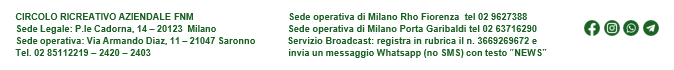 CIRCOLO RICREATIVO AZIENDALE FNM
Sede Legale: P.le Cadorna, 14 – 20123 Milano
Sede operativa: Via Armando Diaz, 11 – 21047 Saronno
Tel. 02 85112219 – 2420 – 2403
Sede operativa di Milano Rho Fiorenza tel 02 9627388
Sede operativa di Milano Porta Garibaldi tel 02 63716290
Servizio Broadcast: registra in rubrica il n. 3669269672 e
invia un messaggio Whatsapp (no SMS) con testo "NEWS"